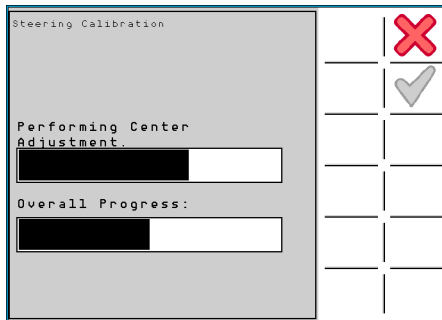 Steering Calibration
Performing Center
Adjustment.
Overall Progress: